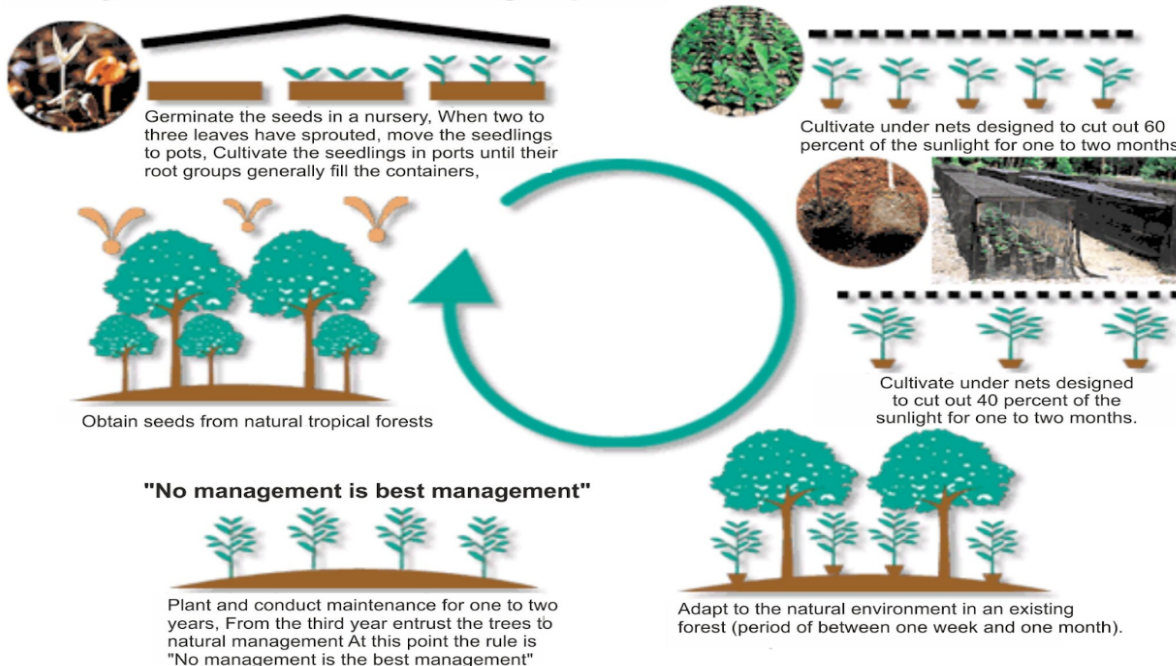 Germinate the seeds in a nursery, When two to
three leaves have sprouted, move the seedlings
to pots, Cultivate the seedlings in ports until their
root groups generally fill the containers,
Cultivate under nets designed to cut out 60
percent of the sunlight for one to two months
Cultivate under nets designed
to cut out 40 percent of the
sunlight for one to two months.
Adapt to the natural environment in an existing
forest (period of between one week and one month).
"No management is best management"
Plant and conduct maintenance for one to two
years, From the third year entrust the trees to
natural management At this point the rule is
"No management is the best management"
Obtain seeds from natural tropical forests